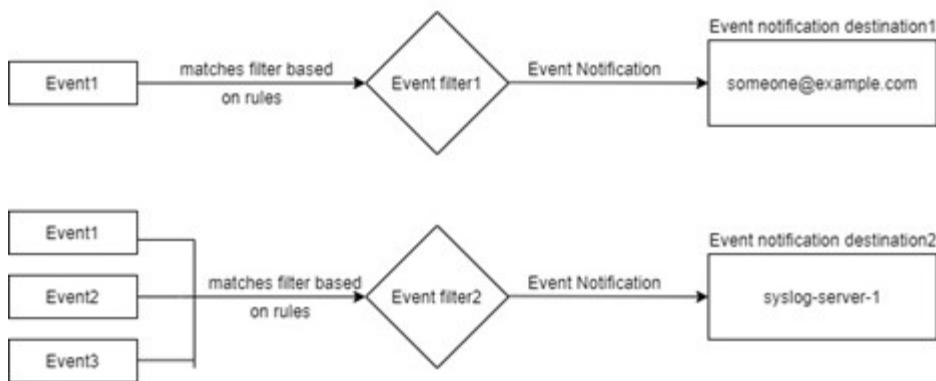 Event notification destination1
Event1
matches filter based
on rules
Event filter1
Event Notification
someone@example.com
Event1
Event2
Event3
matches filter based
on rules
Event filter2
Event Notification
Event notification destination2
syslog-server-1